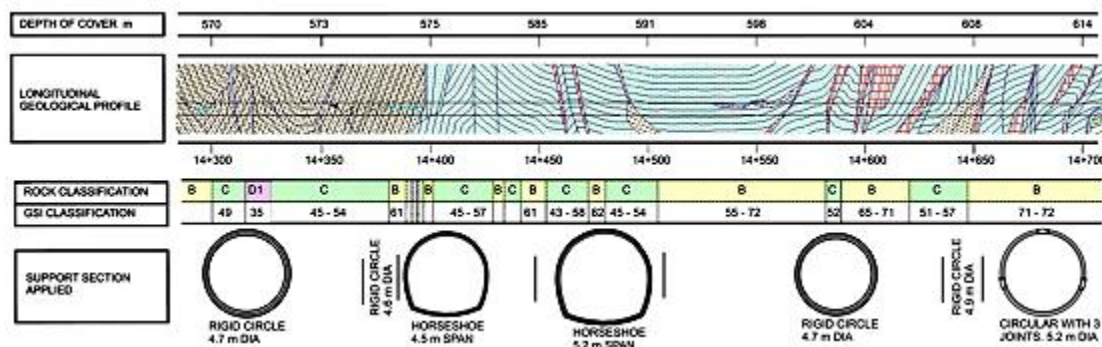 DEPTH OF COVER m
570 573 575 585 591 598 604 608 614
LONGITUDINAL
GEOLOGICAL PROFILE
14+300 14+350 14+400 14+450 14+500 14+550 14+600 14+650 14+700
ROCK CLASSIFICATION
B C D1 C B B C B C B C B C B C B C B
GSI CLASSIFICATION
49 35 45 - 54 61 45 - 57 61 43 - 58 62 45 - 54 55 - 72 52 65 - 71 51 - 57 71 - 72
SUPPORT SECTION
APPLIED
RIGID CIRCLE
4.7 m DIA
RIGID CIRCLE
4.6 m DIA
HORSESHOE
4.5 m SPAN
HORSESHOE
5.2 m SPAN
RIGID CIRCLE
4.7 m DIA
RIGID CIRCLE
4.9 m DIA
CIRCULAR WITH 3
JOINTS. 5.2 m DIA